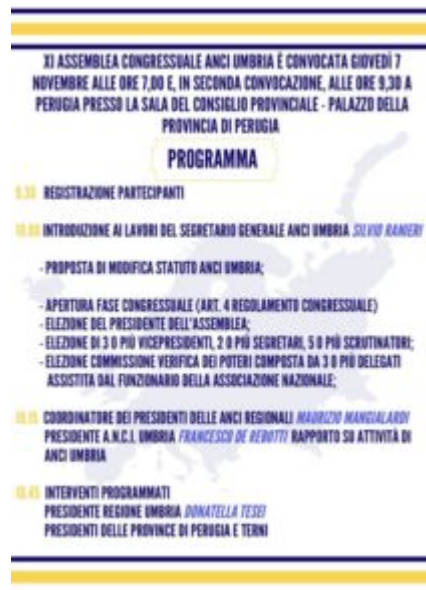 XI ASSEMBLEA CONGRESSUALE ANCI UMBRIA È CONVOCATA GIOVEDÌ 7
NOVEMBRE ALLE ORE 7,00 E, IN SECONDA CONVOCAZIONE, ALLE ORE 9,30 A
PERUGIA PRESSO LA SALA DEL CONSIGLIO PROVINCIALE - PALAZZO DELLA
PROVINCIA DI PERUGIA
PROGRAMMA
9.30 REGISTRAZIONE PARTECIPANTI
10.00 INTRODUZIONE AI LAVORI DEL SEGRETARIO GENERALE ANCI UMBRIA SILVIO RANIERI
- PROPOSTA DI MODIFICA STATUTO ANCI UMBRIA;
- APERTURA FASE CONGRESSUALE (ART. 4 REGOLAMENTO CONGRESSUALE)
- ELEZIONE DEL PRESIDENTE DELL'ASSEMBLEA;
- ELEZIONE DI 3 O PIÙ VICEPRESIDENTI, 2 O PIÙ SEGRETARI, 5 O PIÙ SCRUTINATORI;
- ELEZIONE COMMISSIONE VERIFICA DEI POTERI COMPOSTA DA 3 O PIÙ DELEGATI
ASSISTITA DAL FUNZIONARIO DELLA ASSOCIAZIONE NAZIONALE;
10.15 COORDINATORE DEI PRESIDENTI DELLE ANCI REGIONALI MAURIZIO MANGIALARDI
PRESIDENTE A.N.C.I. UMBRIA FRANCESCO DE REBOTTI RAPPORTO SU ATTIVITÀ DI
ANCI UMBRIA
10.45 INTERVENTI PROGRAMMATI
PRESIDENTE REGIONE UMBRIA DONATELLA TESEI
PRESIDENTI DELLE PROVINCE DI PERUGIA E TERNI